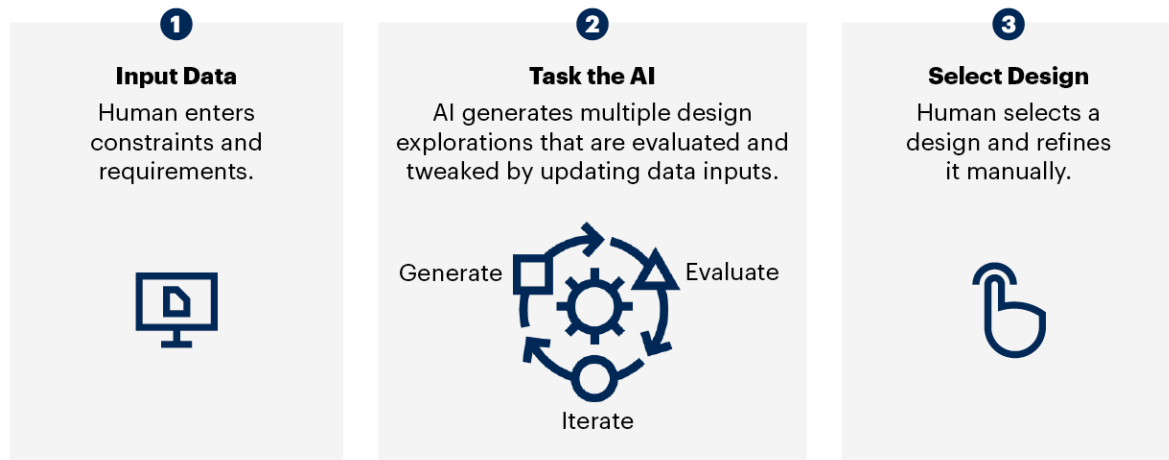 1
Input Data
Human enters
constraints and
requirements.
2
Task the AI
AI generates multiple design
explorations that are evaluated and
tweaked by updating data inputs.
Generate
Evaluate
Iterate
3
Select Design
Human selects a
design and refines
it manually.